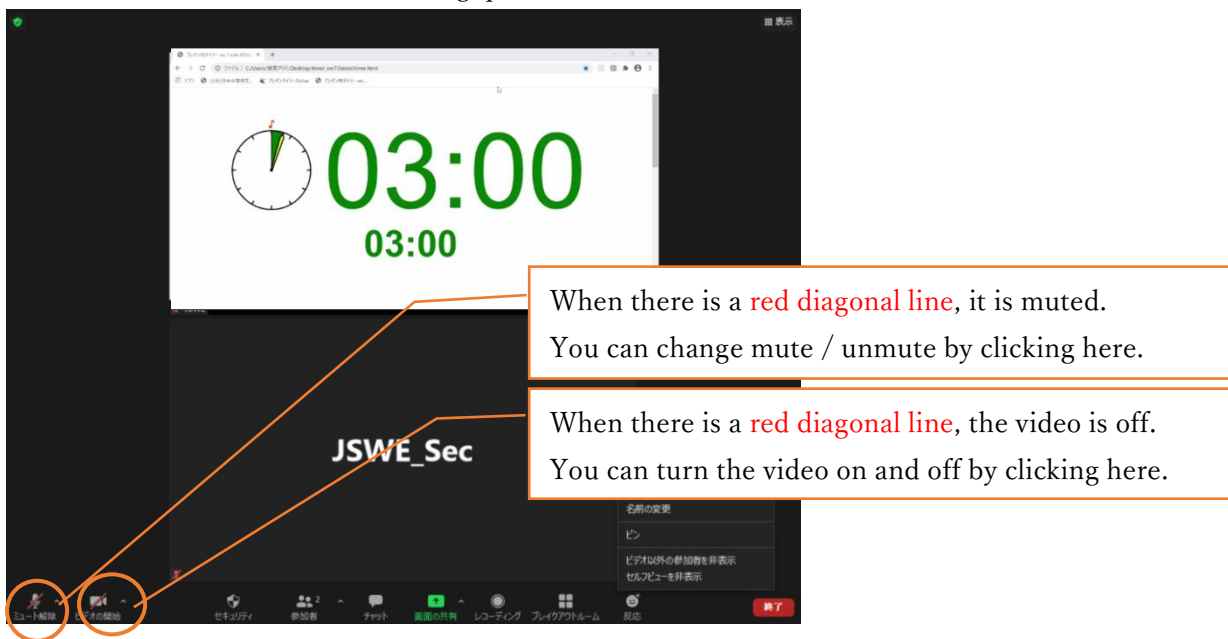 表示
C:/Users/
03:00
03:00
When there is a red diagonal line, it is muted.
You can change mute / unmute by clicking here.
When there is a red diagonal line, the video is off.
You can turn the video on and off by clicking here.
JSWE_Sec
名前の変更
ピン
ビデオ以外の参加者を非表示
セルフビューを非表示
ミュート解除 ビデオの開始 セキュリティ 参加者 2 チャット 画面の共有 レコーディング ブレイクアウトルーム 反応 終了